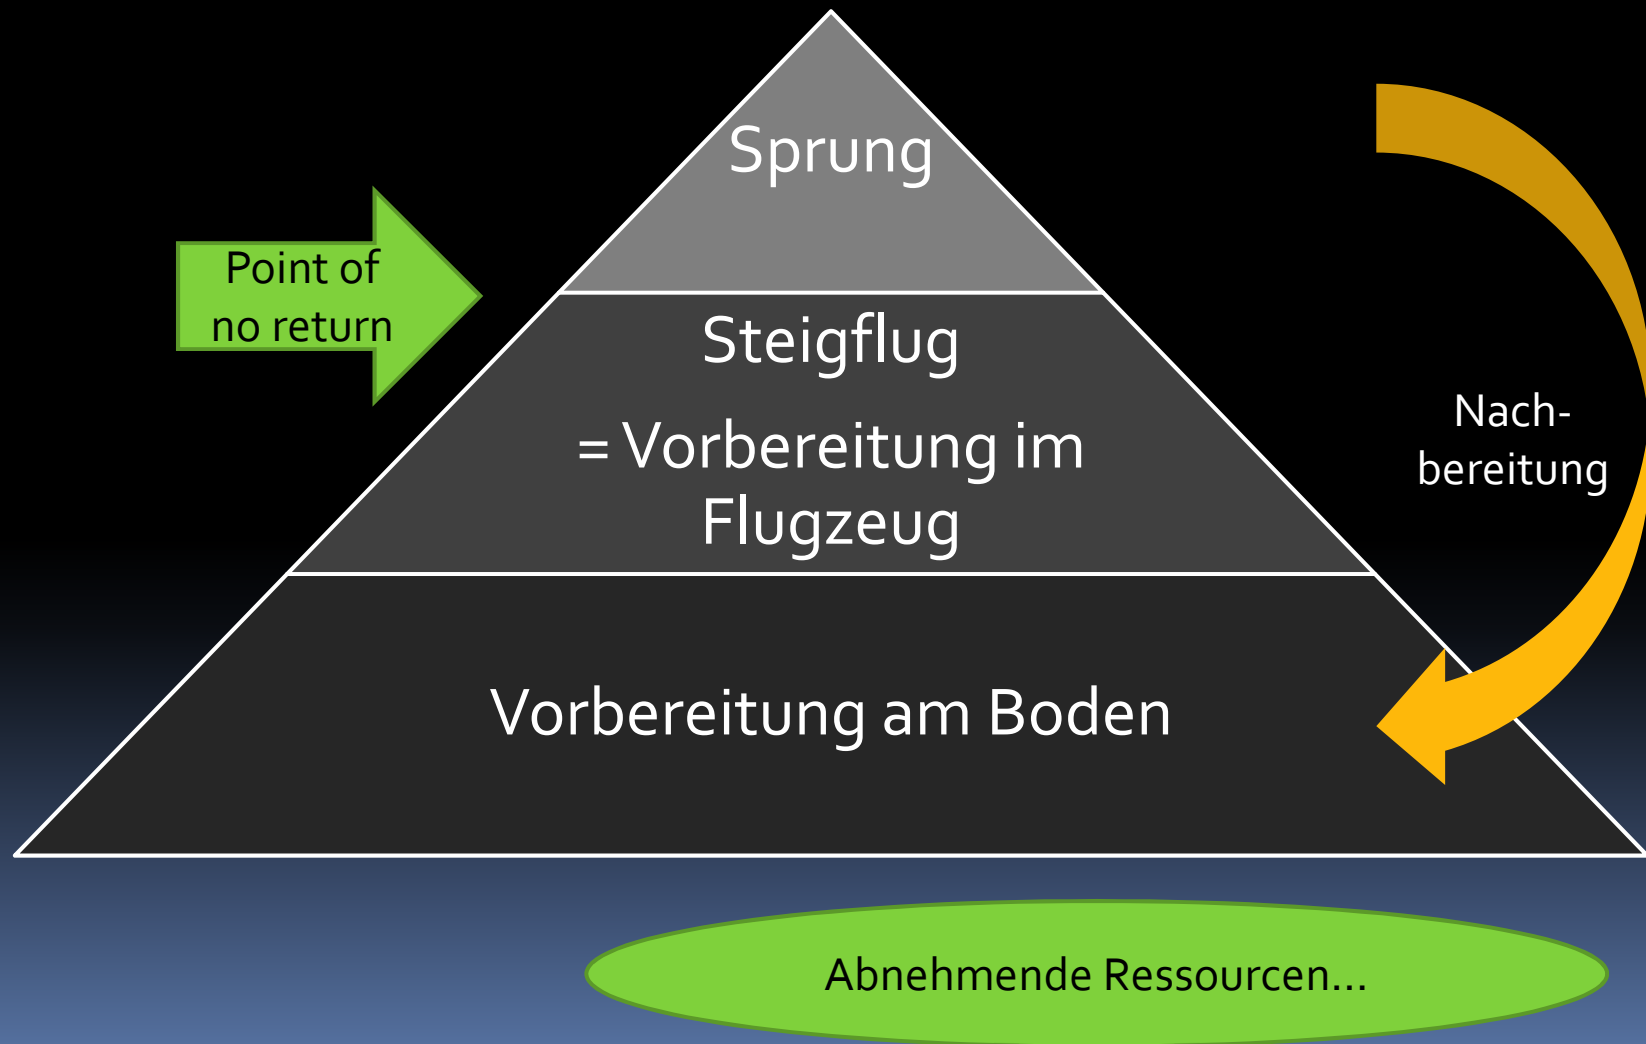 Sprung
Point of
no return
Steigflug
= Vorbereitung im
Flugzeug
Nach-
bereitung
Vorbereitung am Boden
Abnehmende Ressourcen...